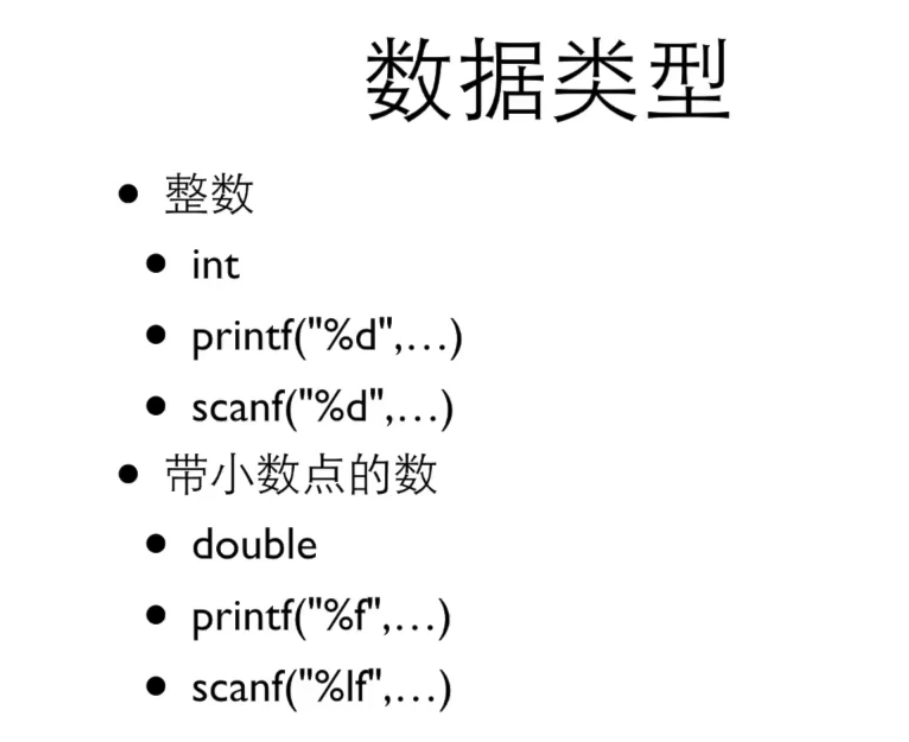 数据类型
• 整数
• int
• printf("%d",…)
• scanf("%d",…)
• 带小数点的数
• double
• printf("%f",…)
• scanf("%lf",…)